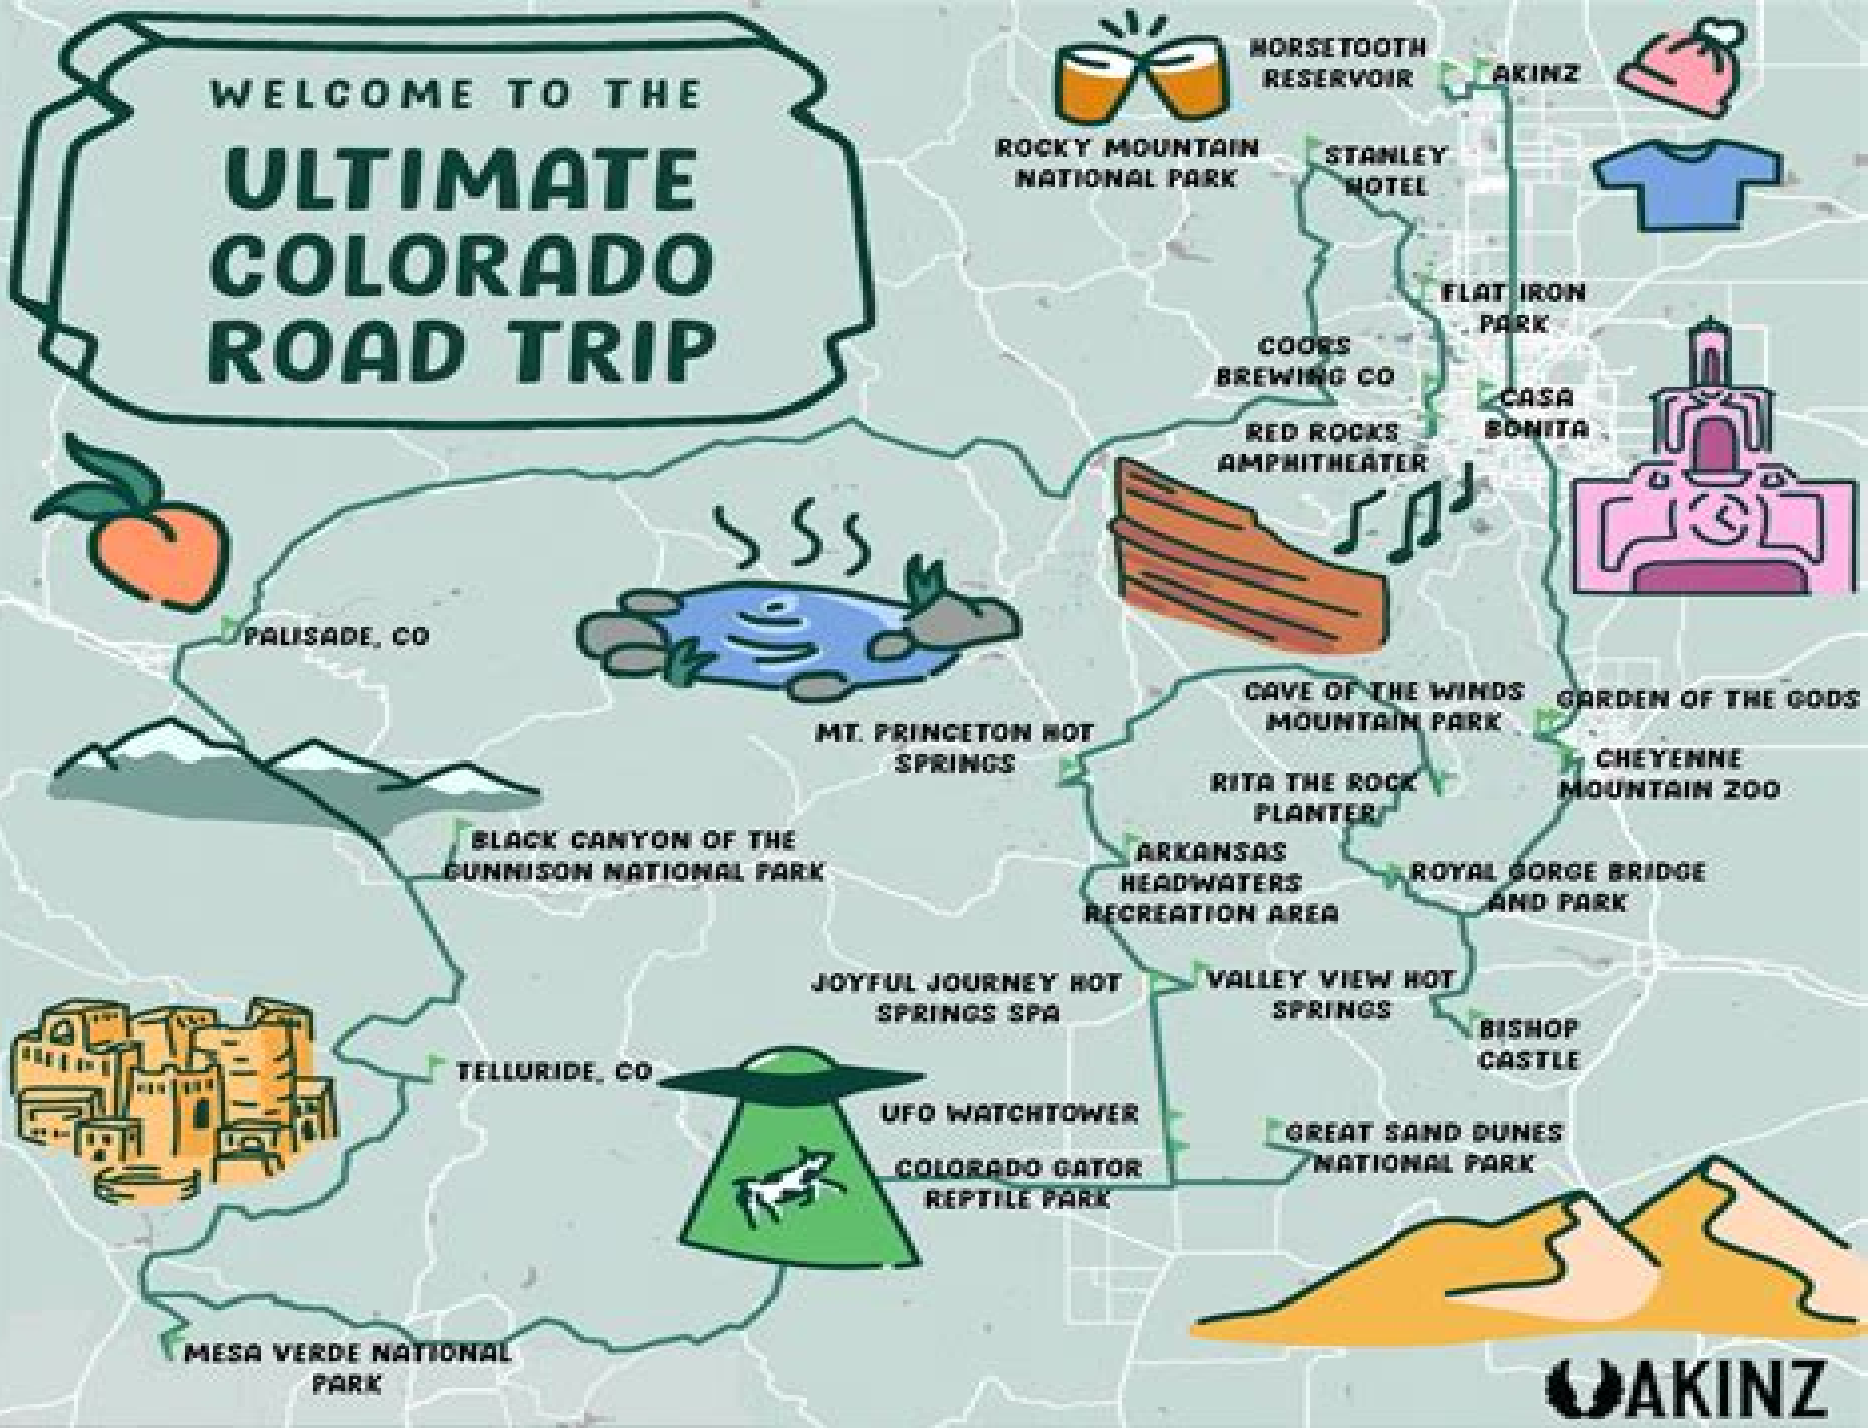 WELCOME TO THE
ULTIMATE
COLORADO
ROAD TRIP
HORSETOOTH
RESERVOIR
AKINZ
ROCKY MOUNTAIN
NATIONAL PARK
STANLEY
HOTEL
FLAT IRON
PARK
COORS
BREWING CO
CASA
BONITA
RED ROCKS
AMPHITHEATER
PALISADE, CO
CAVE OF THE WINDS
MOUNTAIN PARK
GARDEN OF THE GODS
MT. PRINCETON HOT
SPRINGS
CHEYENNE
MOUNTAIN ZOO
RITA THE ROCK
PLANTER
BLACK CANYON OF THE
GUNNISON NATIONAL PARK
ARKANSAS
HEADWATERS
RECREATION AREA
ROYAL GORGE BRIDGE
AND PARK
JOYFUL JOURNEY HOT
SPRINGS SPA
VALLEY VIEW HOT
SPRINGS
BISHOP
CASTLE
TELLURIDE, CO
UFO WATCHTOWER
COLORADO GATOR
REPTILE PARK
GREAT SAND DUNES
NATIONAL PARK
MESA VERDE NATIONAL
PARK
AKINZ